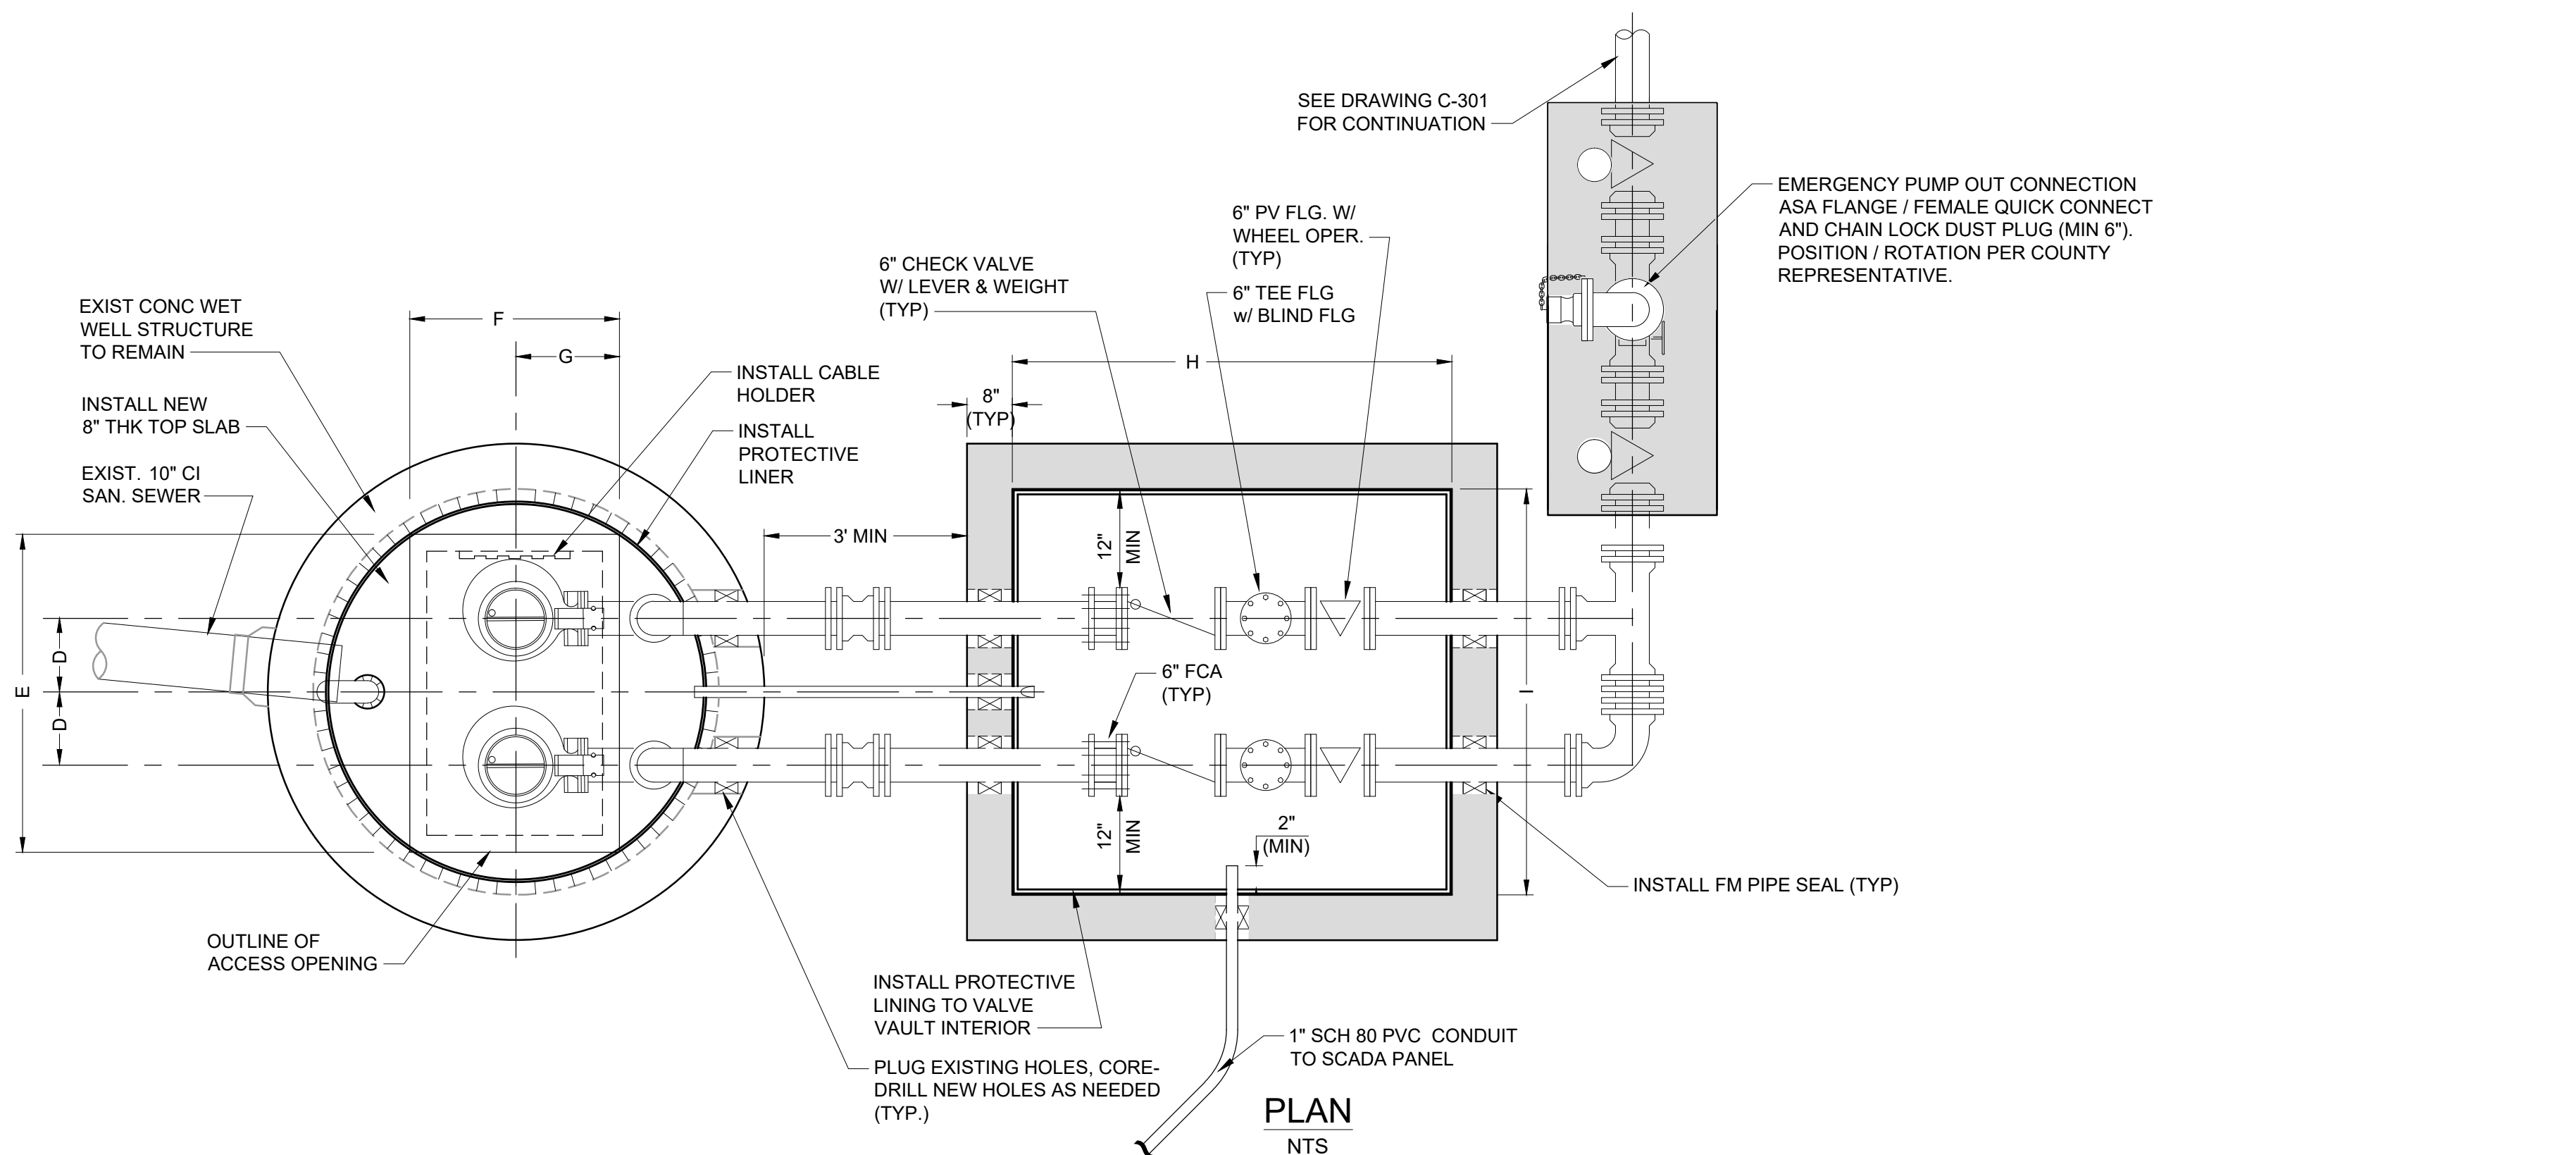 SEE DRAWING C-301
FOR CONTINUATION
EMERGENCY PUMP OUT CONNECTION
ASA FLANGE / FEMALE QUICK CONNECT
AND CHAIN LOCK DUST PLUG (MIN 6").
POSITION / ROTATION PER COUNTY
REPRESENTATIVE.
6" PV FLG. W/
WHEEL OPER.
(TYP)
6" CHECK VALVE
W/ LEVER & WEIGHT
(TYP)
6" TEE FLG
w/ BLIND FLG
EXIST CONC WET
WELL STRUCTURE
TO REMAIN
F
G
H
INSTALL CABLE
HOLDER
8"
(TYP)
INSTALL NEW
8" THK TOP SLAB
INSTALL
PROTECTIVE
LINER
EXIST. 10" CI
SAN. SEWER
3' MIN
12"
MIN
D
D
E
I
6" FCA
(TYP)
12"
MIN
2"
(MIN)
INSTALL FM PIPE SEAL (TYP)
OUTLINE OF
ACCESS OPENING
INSTALL PROTECTIVE
LINING TO VALVE
VAULT INTERIOR
1" SCH 80 PVC CONDUIT
TO SCADA PANEL
PLUG EXISTING HOLES, CORE-
DRILL NEW HOLES AS NEEDED
(TYP.)
PLAN
NTS